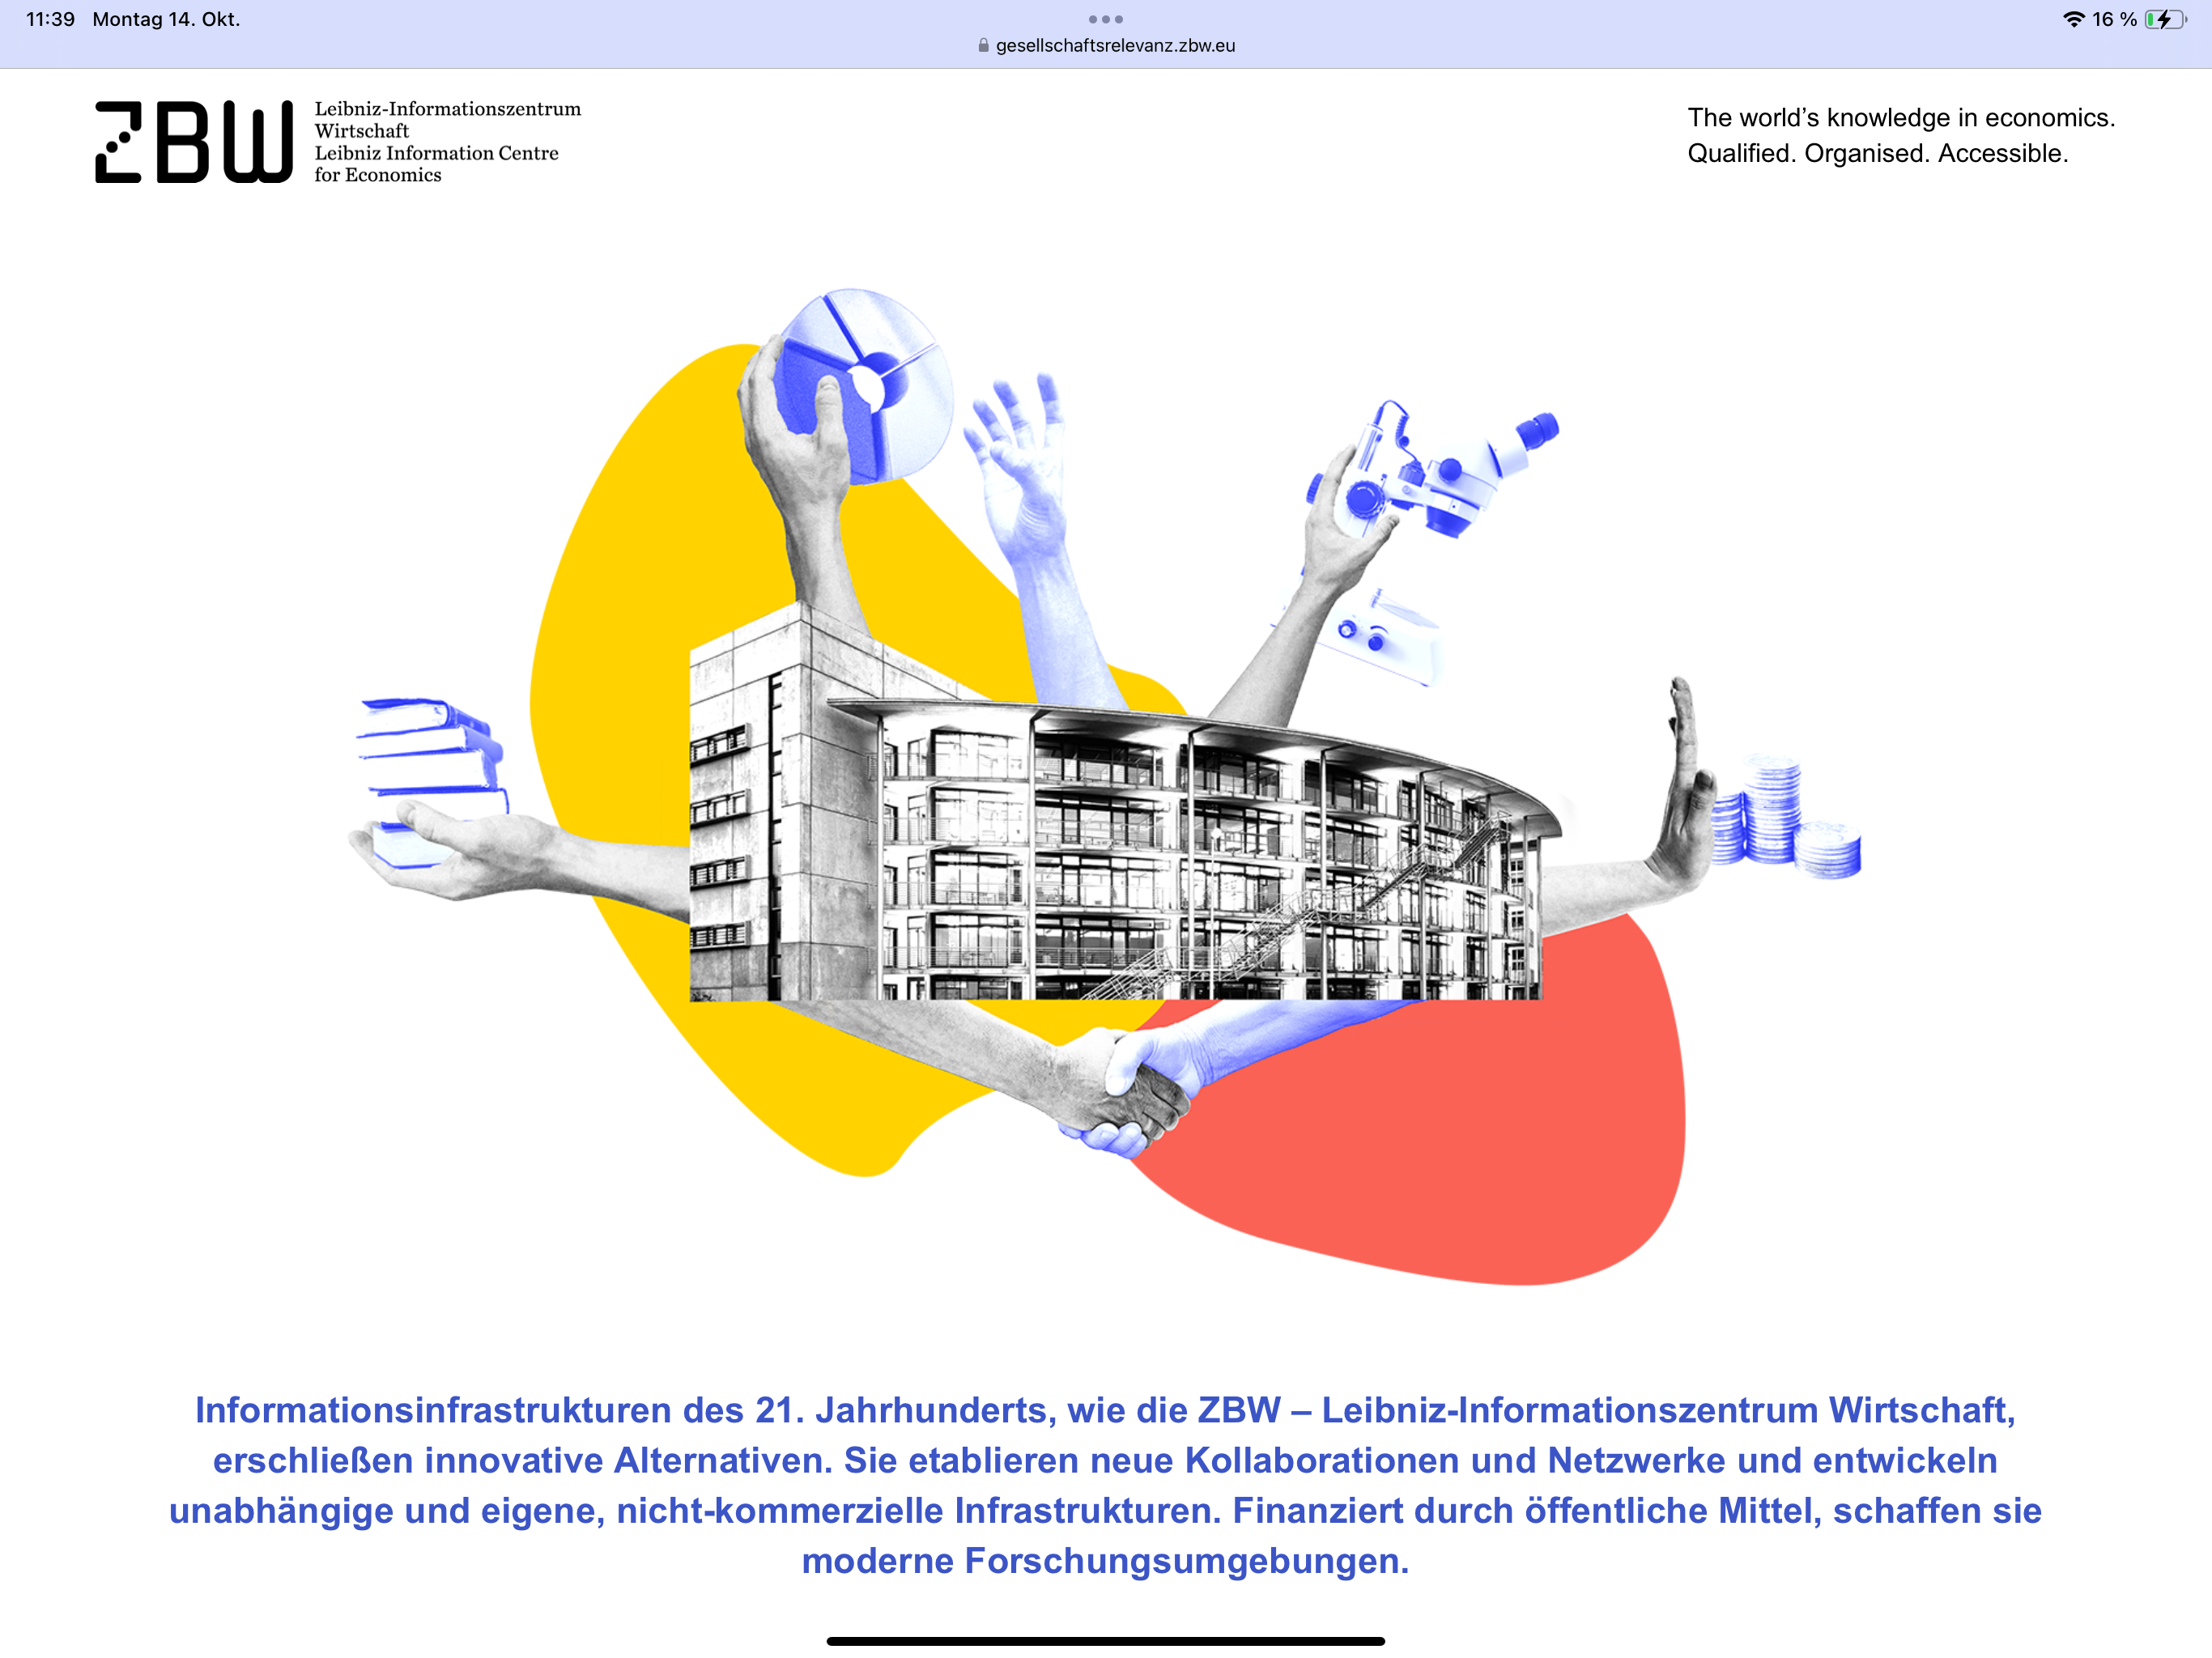 11:39 Montag 14. Okt.
16 %
gesellschaftsrelevanz.zbw.eu
ZBW
Leibniz-Informationszentrum
Wirtschaft
Leibniz Information Centre
for Economics
The world’s knowledge in economics.
Qualified. Organised. Accessible.
Informationsinfrastrukturen des 21. Jahrhunderts, wie die ZBW – Leibniz-Informationszentrum Wirtschaft,
erschließen innovative Alternativen. Sie etablieren neue Kollaborationen und Netzwerke und entwickeln
unabhängige und eigene, nicht-kommerzielle Infrastrukturen. Finanziert durch öffentliche Mittel, schaffen sie
moderne Forschungsumgebungen.